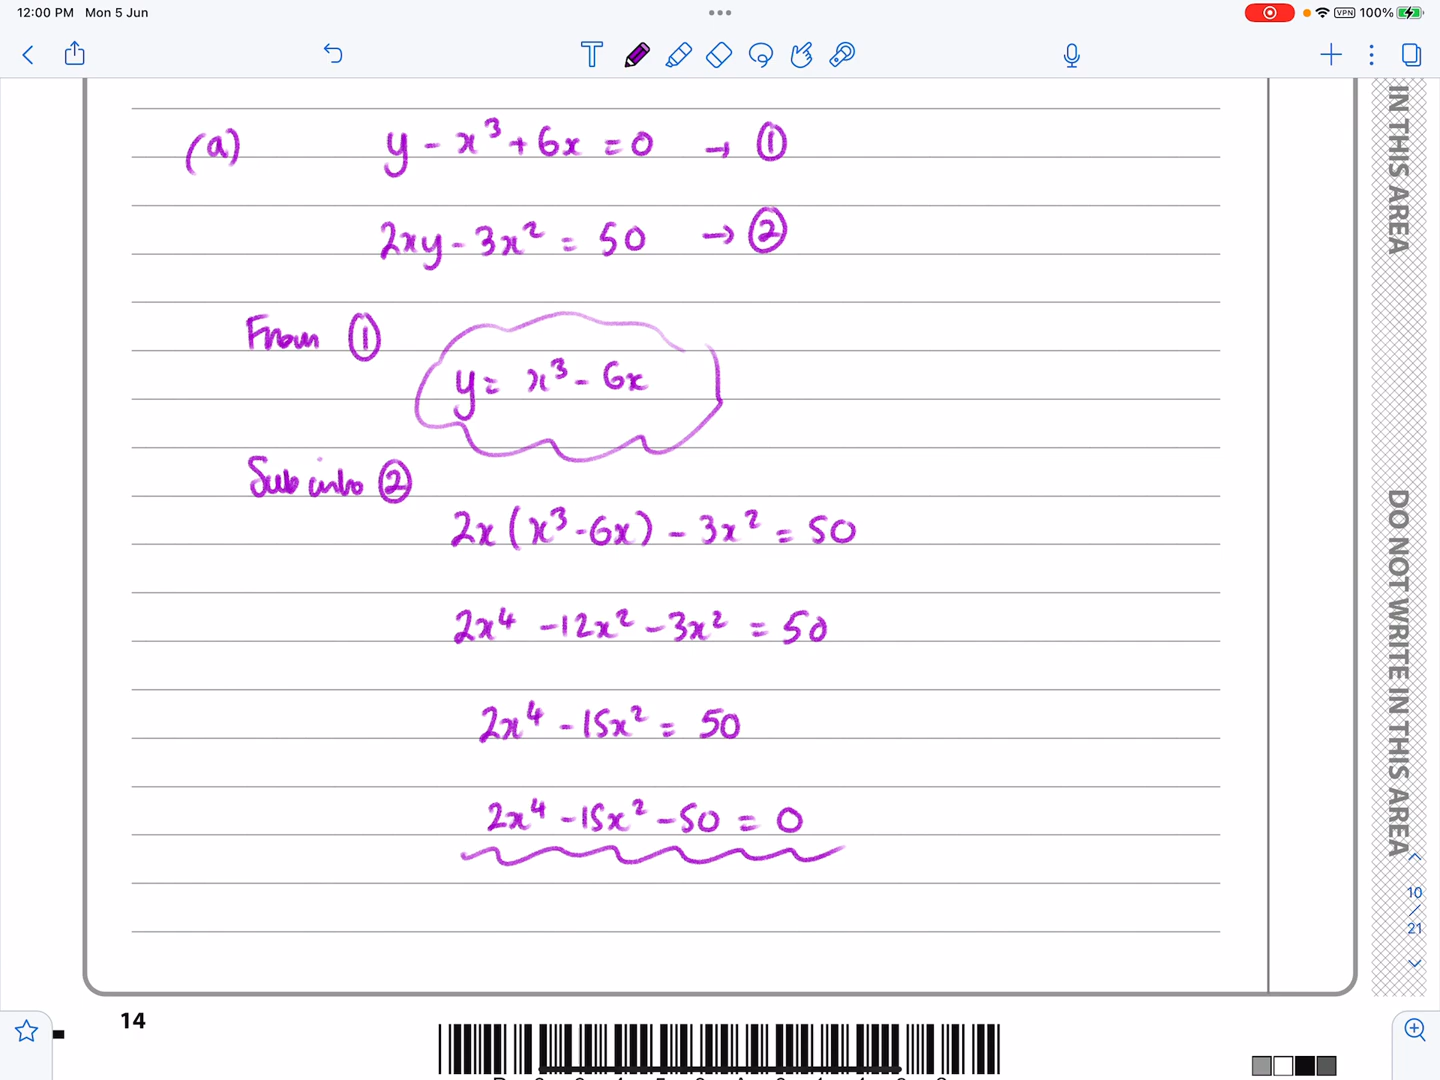 12:00 PM Mon 5 Jun
VPN 100%
(a) y - x³ + 6x = 0 → ①
2xy - 3x² = 50 → ②
From ①
y = x³ - 6x
Sub into ②
2x(x³ - 6x) - 3x² = 50
2x⁴ - 12x² - 3x² = 50
2x⁴ - 15x² = 50
2x⁴ - 15x² - 50 = 0
IN THIS AREA
DO NOT WRITE IN THIS AREA
10
/
21
14